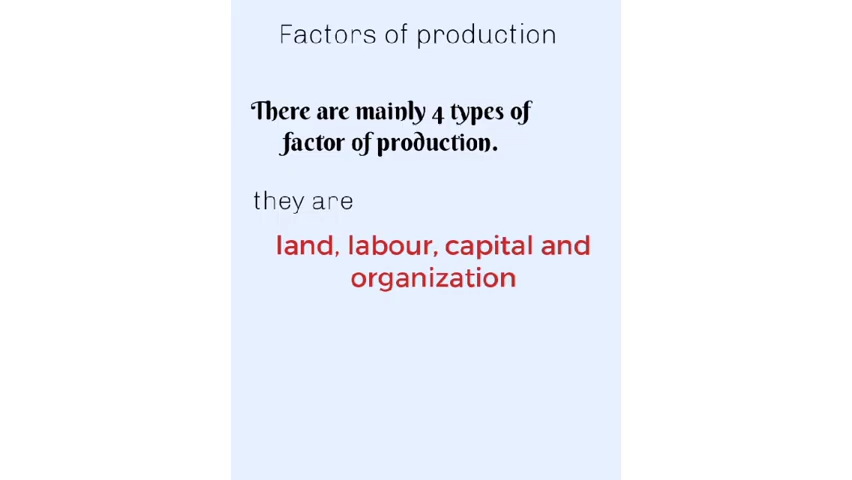 Factors of production
There are mainly 4 types of
factor of production.
they are
land, labour, capital and
organization